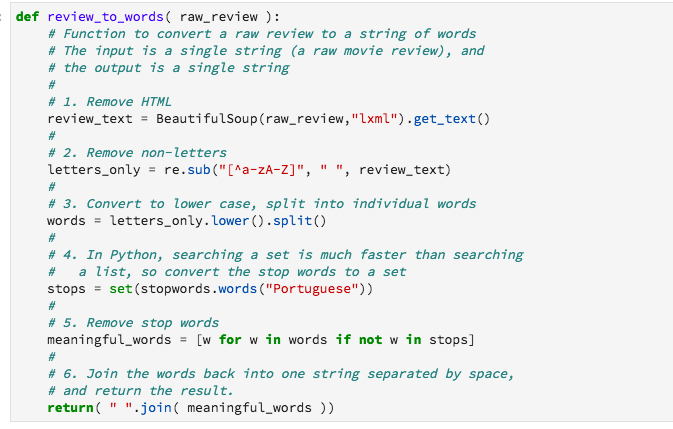 def review_to_words( raw_review ):
    # Function to convert a raw review to a string of words
    # The input is a single string (a raw movie review), and
    # the output is a single string
    #
    # 1. Remove HTML
    review_text = BeautifulSoup(raw_review,"lxml").get_text()
    #
    # 2. Remove non-letters
    letters_only = re.sub("[^a-zA-Z]", " ", review_text)
    #
    # 3. Convert to lower case, split into individual words
    words = letters_only.lower().split()
    #
    # 4. In Python, searching a set is much faster than searching
    #   a list, so convert the stop words to a set
    stops = set(stopwords.words("Portuguese"))
    #
    # 5. Remove stop words
    meaningful_words = [w for w in words if not w in stops]
    #
    # 6. Join the words back into one string separated by space,
    # and return the result.
    return( " ".join( meaningful_words ))